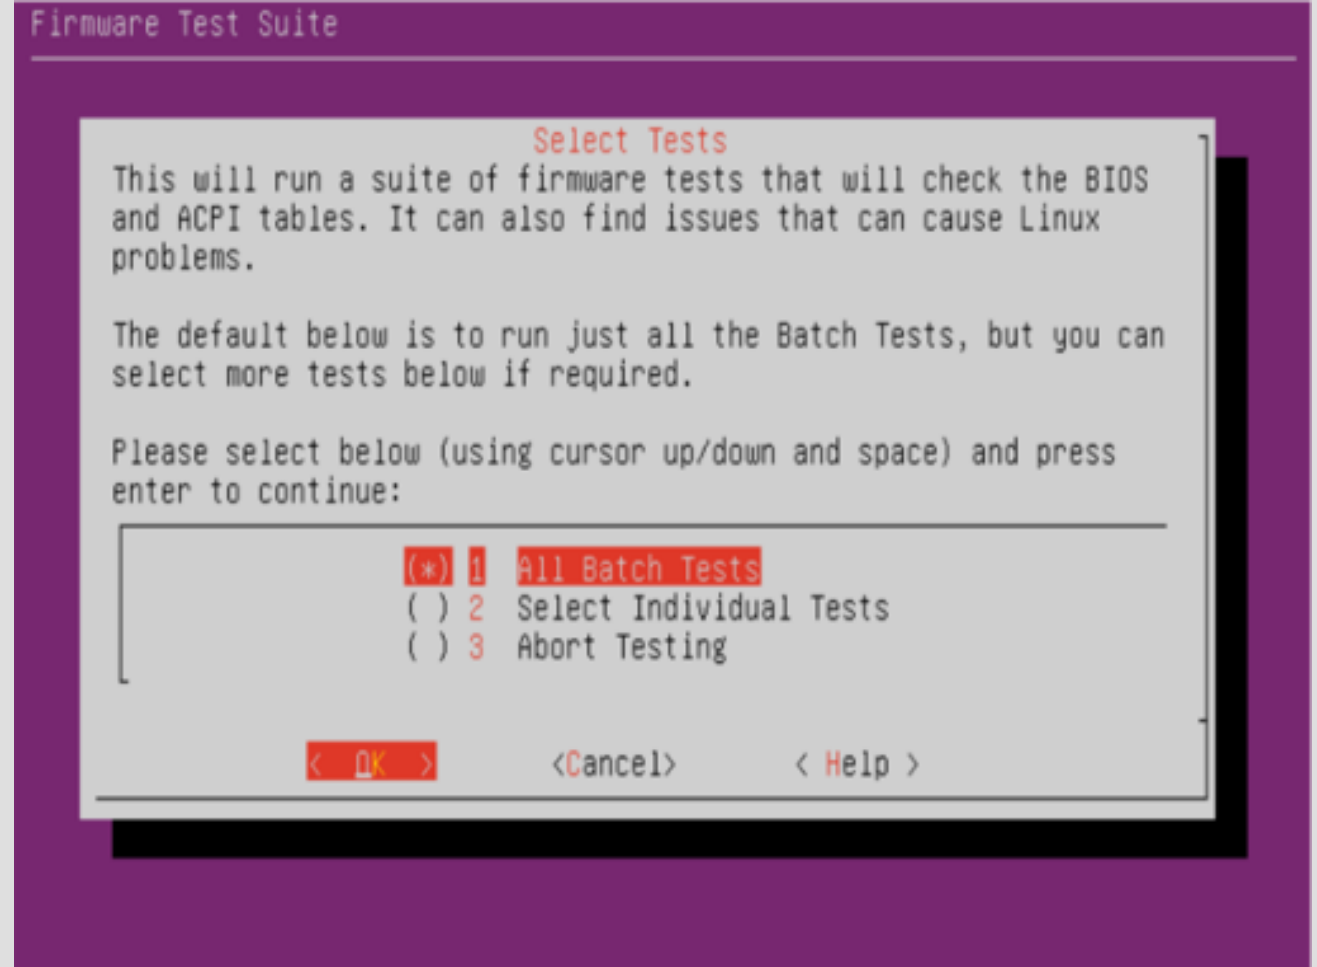 Firmware Test Suite
Select Tests
This will run a suite of firmware tests that will check the BIOS
and ACPI tables. It can also find issues that can cause Linux
problems.
The default below is to run just all the Batch Tests, but you can
select more tests below if required.
Please select below (using cursor up/down and space) and press
enter to continue:
(*) 1 All Batch Tests
( ) 2 Select Individual Tests
( ) 3 Abort Testing
< OK > <Cancel> < Help >